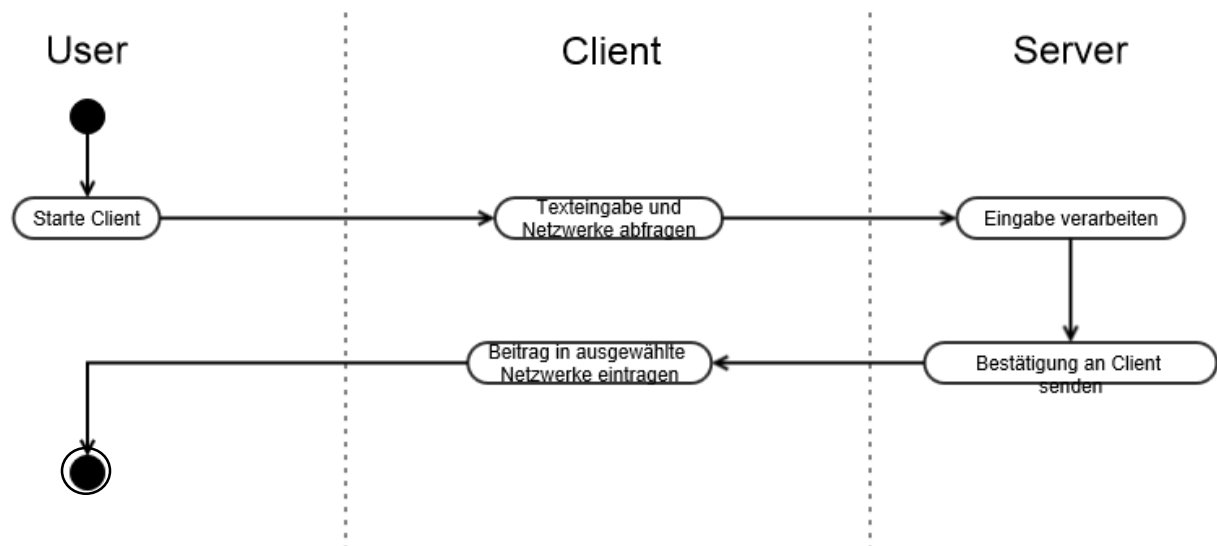 User
Client
Server
Starte Client
Texteingabe und
Netzwerke abfragen
Eingabe verarbeiten
Beitrag in ausgewählte
Netzwerke eintragen
Bestätigung an Client
senden